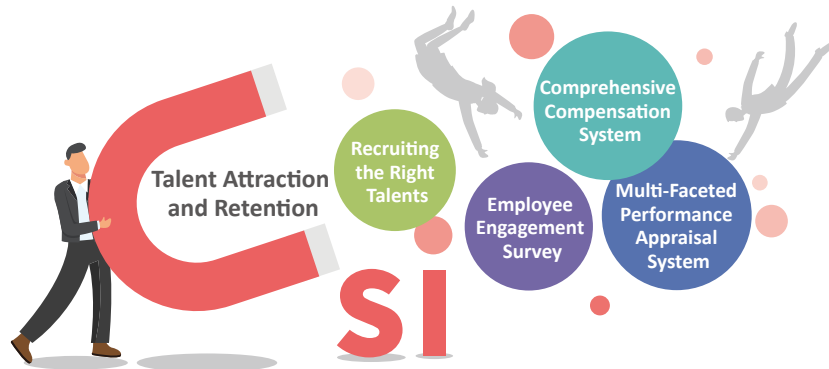 Talent Attraction
and Retention
Recruiting
the Right
Talents
Employee
Engagement
Survey
Comprehensive
Compensation
System
Multi-Faceted
Performance
Appraisal
System
SI